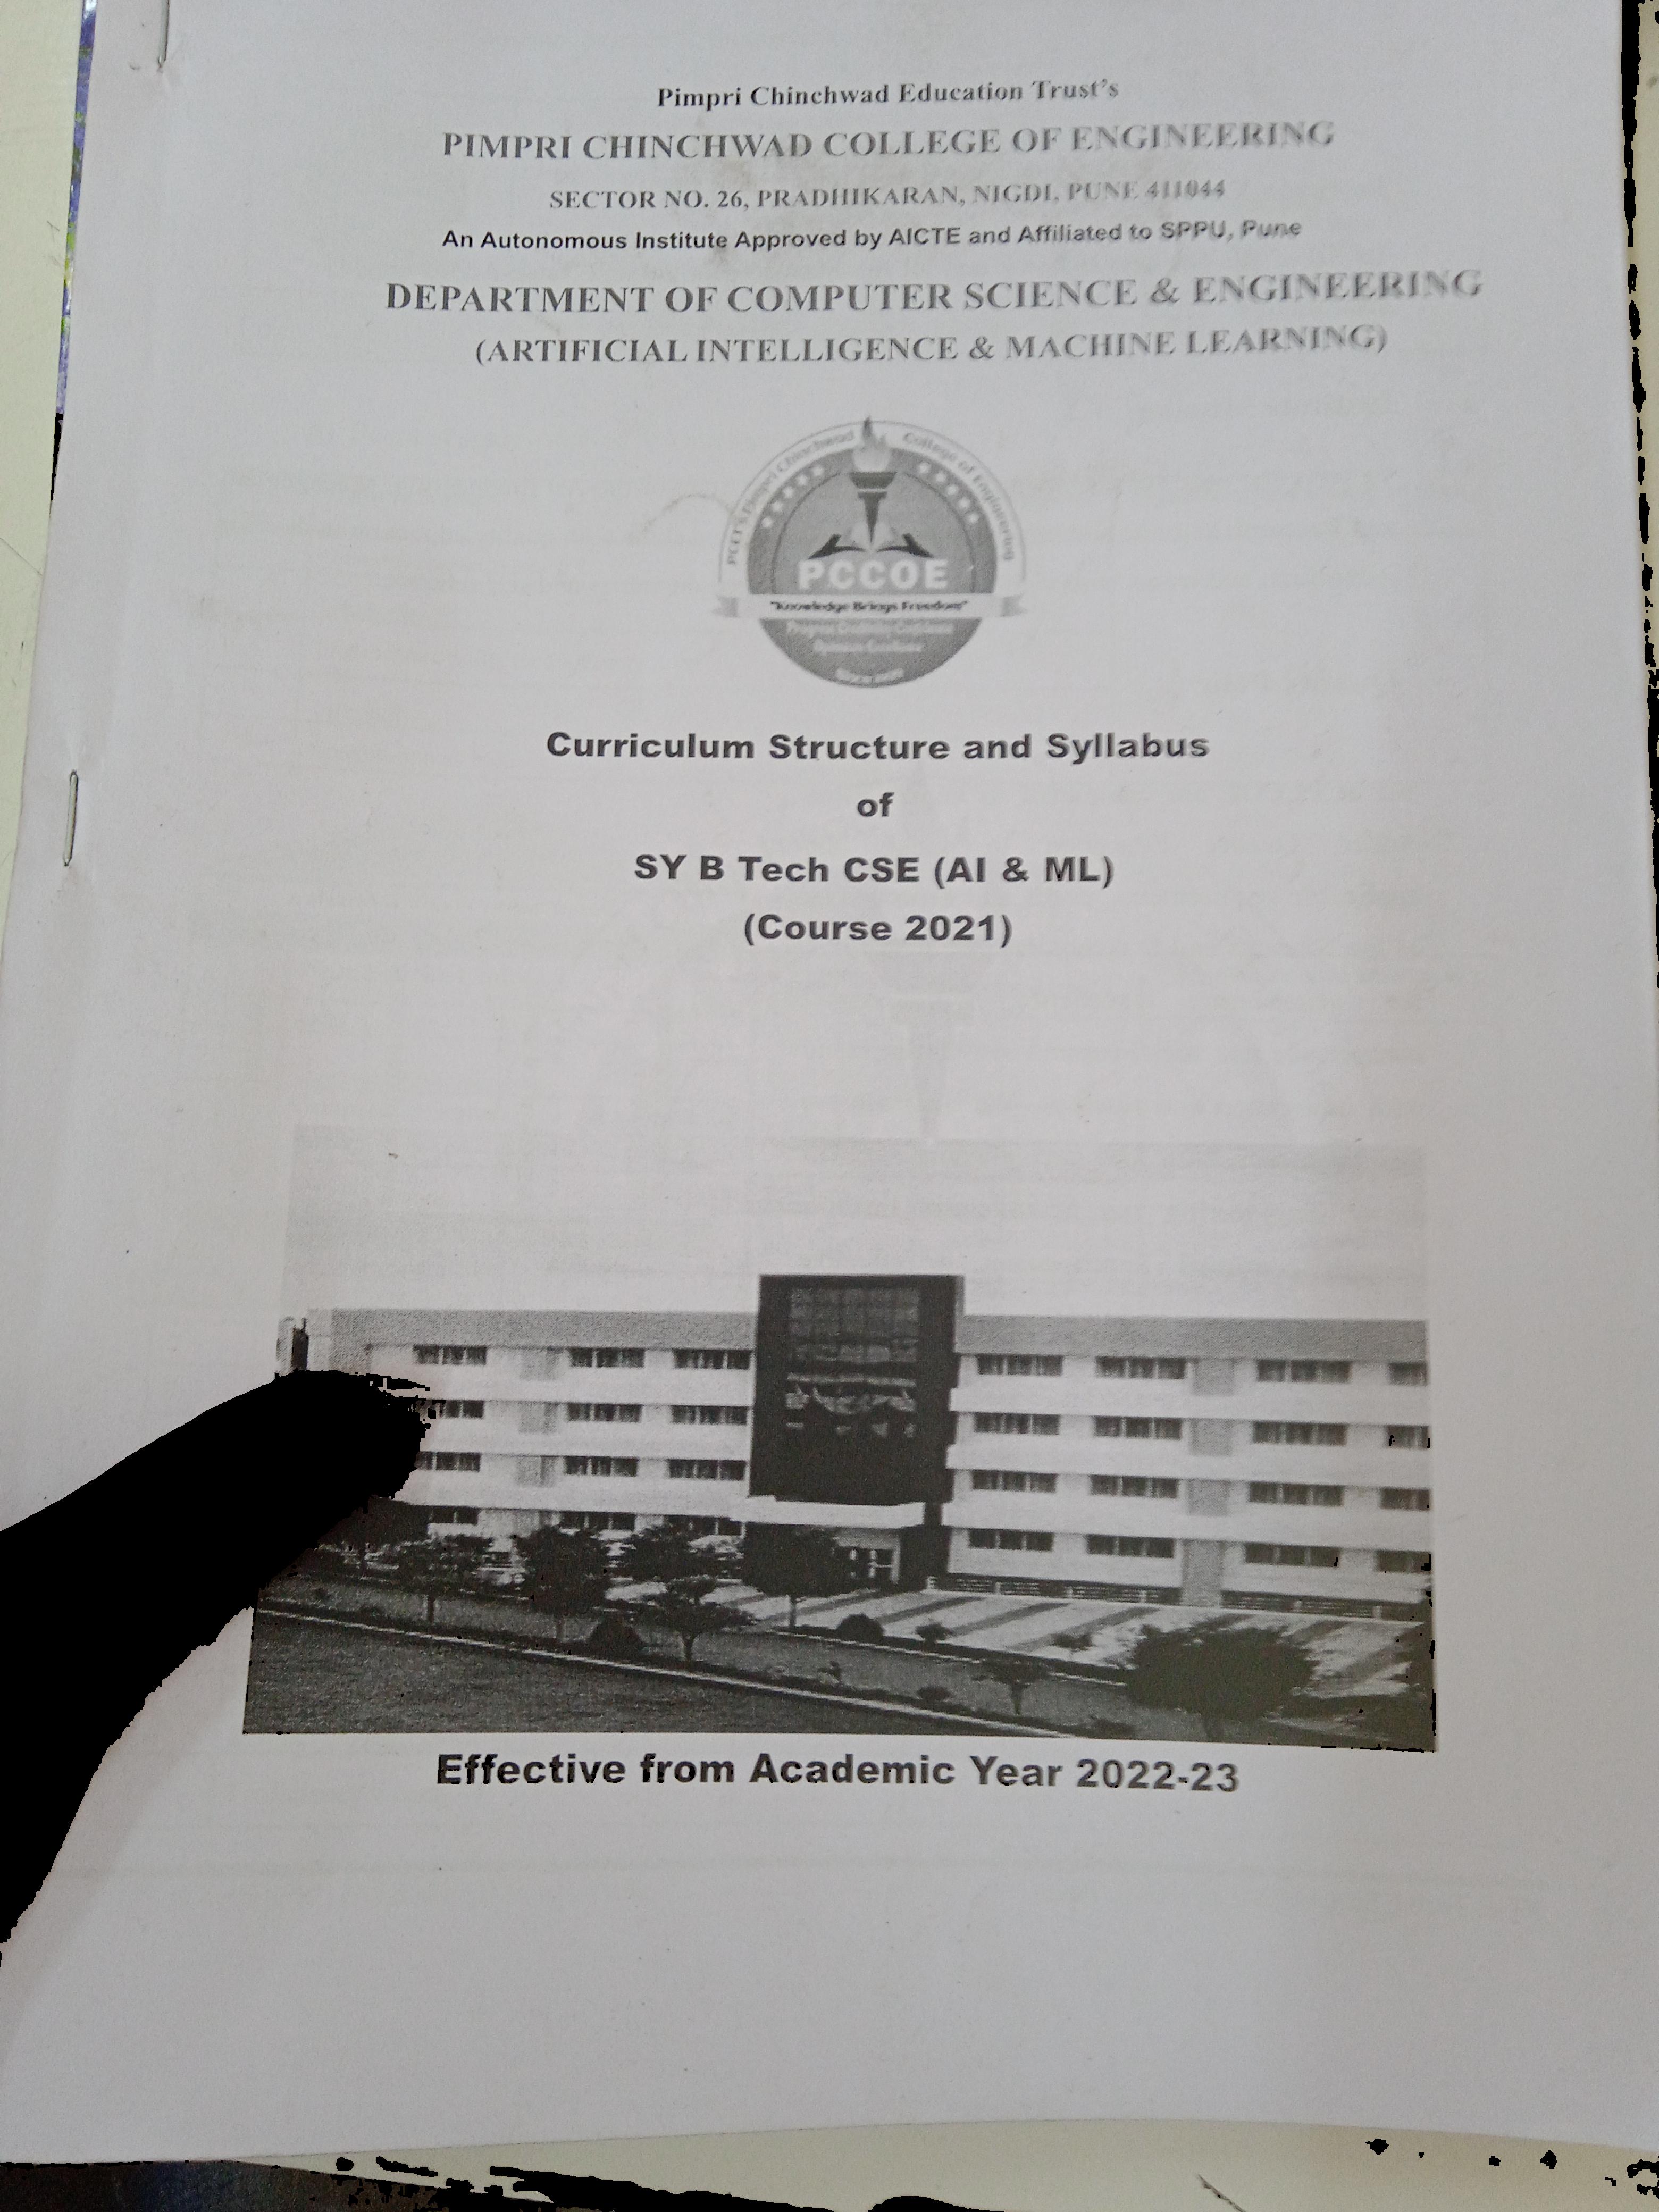 Pimpri Chinchwad Education Trust's
PIMPRI CHINCHWAD COLLEGE OF ENGINEERING
SECTOR NO. 26, PRADHIKARAN, NIGDI, PUNE 411044
An Autonomous Institute Approved by AICTE and Affiliated to SPPU, Pune
DEPARTMENT OF COMPUTER SCIENCE & ENGINEERING
(ARTIFICIAL INTELLIGENCE & MACHINE LEARNING)
PCET's Pimpri Chinchwad College of Engineering
PCCOE
"Knowledge Brings Freedom"
Curriculum Structure and Syllabus
of
SY B Tech CSE (AI & ML)
(Course 2021)
Effective from Academic Year 2022-23